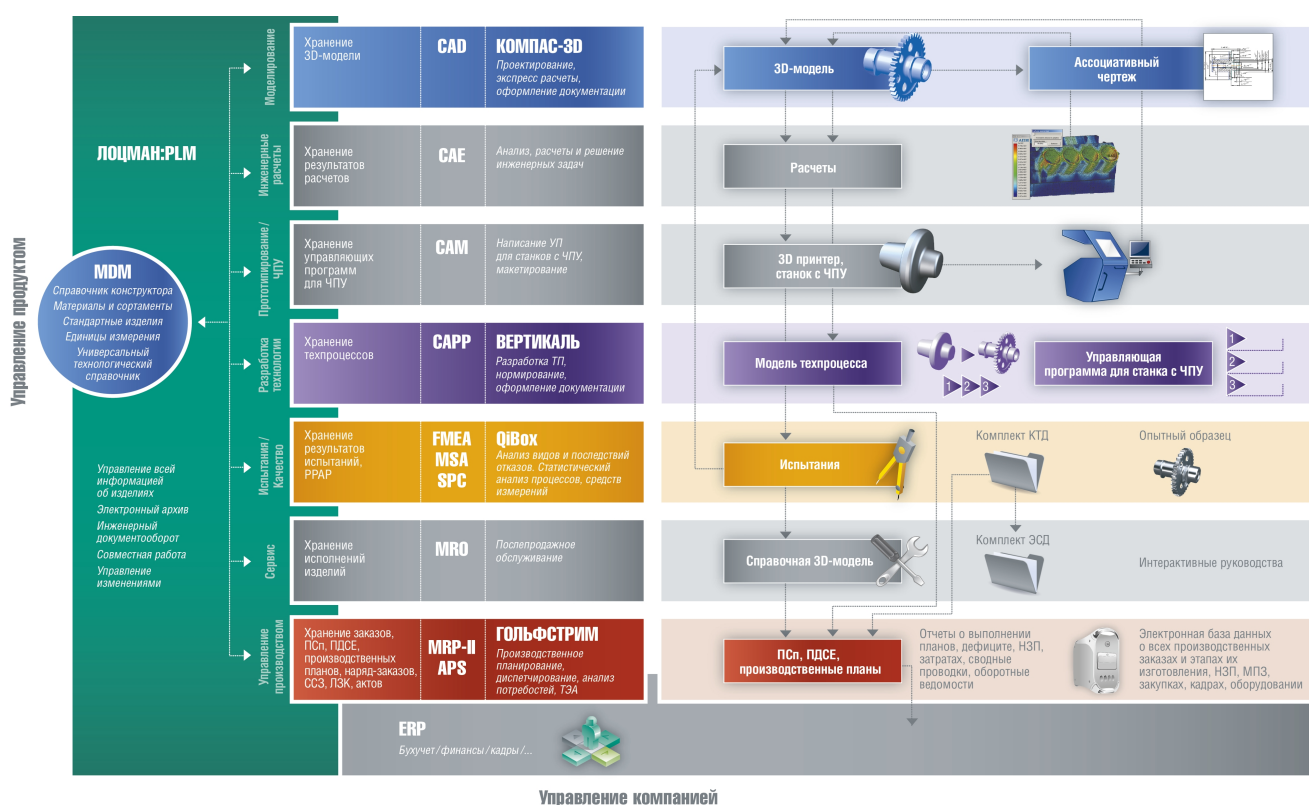 Управление продуктом
ЛОЦМАН:PLM
MDM
Справочник конструктора
Материалы и сортаменты
Стандартные изделия
Единицы измерения
Универсальный
технологический
справочник
Управление всей
информацией
об изделиях
Электронный архив
Инженерный
документооборот
Совместная работа
Управление
изменениями
Моделирование
Хранение
3D-модели
CAD
КОМПАС-3D
Проектирование,
экспресс расчеты,
оформление документации
3D-модель
Ассоциативный
чертеж
Инженерные
расчеты
Хранение
результатов
расчетов
CAE
Анализ, расчеты и решение
инженерных задач
Расчеты
Прототипирование/
ЧПУ
Хранение
управляющих
программ
для ЧПУ
CAM
Написание УП
для станков с ЧПУ,
макетирование
3D принтер,
станок с ЧПУ
Разработка
технологии
Хранение
техпроцессов
CAPP
ВЕРТИКАЛЬ
Разработка ТП,
нормирование,
оформление документации
Модель техпроцесса
1 2 3
Управляющая
программа для станка с ЧПУ
1
2
3
Испытания/
Качество
Хранение
результатов
испытаний,
PPAP
FMEA
MSA
SPC
QiBox
Анализ видов и последствий
отказов. Статистический
анализ процессов, средств
измерений
Испытания
Комплект КТД
Опытный образец
Сервис
Хранение
исполнений
изделий
MRO
Послепродажное
обслуживание
Справочная 3D-модель
Комплект ЭСД
Интерактивные руководства
Управление
производством
Хранение заказов,
ПСп, ПДСЕ,
производственных
планов, наряд-заказов,
ССЗ, ЛЗК, актов
MRP-II
APS
ГОЛЬФСТРИМ
Производственное
планирование,
диспетчирование, анализ
потребностей, ТЭА
ПСп, ПДСЕ,
производственные планы
Отчеты о выполнении
планов, дефиците, НЗП,
затратах, сводные
проводки, оборотные
ведомости
Электронная база данных
о всех производственных
заказах и этапах их
изготовления, НЗП, МПЗ,
закупках, кадрах, оборудовании
ERP
Бухучет/финансы/кадры/...
Управление компанией